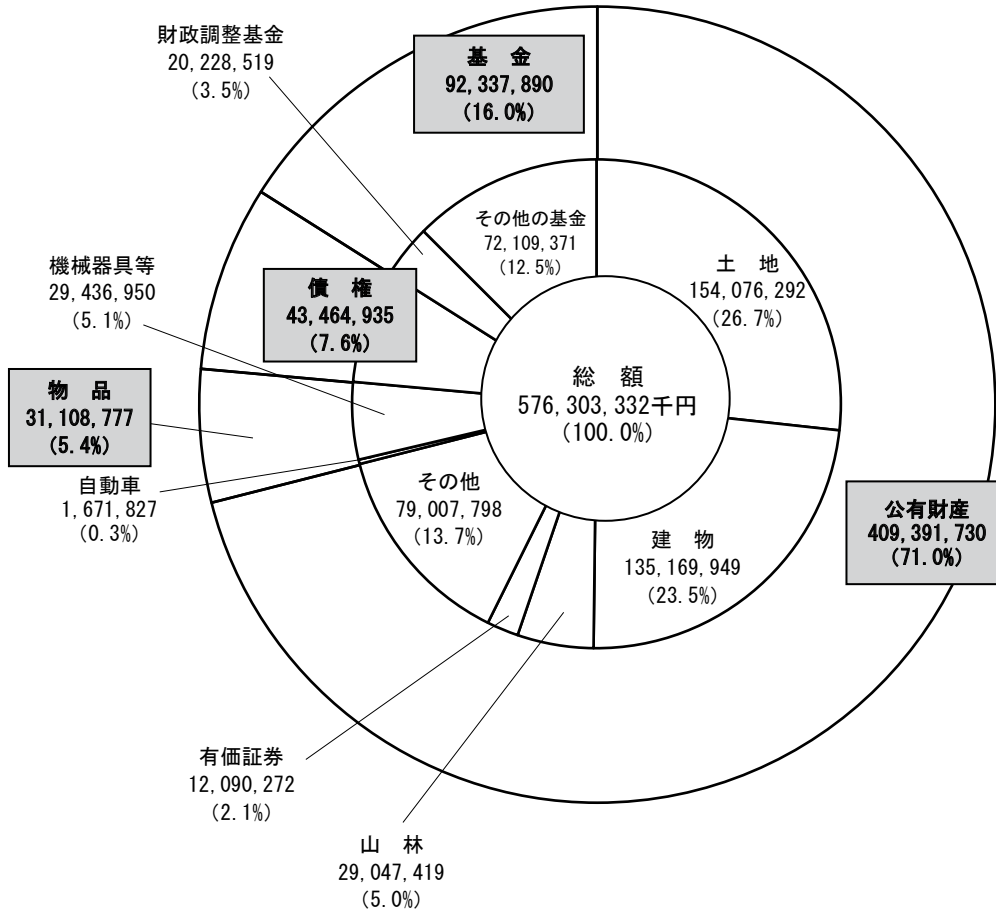 財政調整基金
20,228,519
(3.5%)
基 金
92,337,890
(16.0%)
その他の基金
72,109,371
(12.5%)
土 地
154,076,292
(26.7%)
機械器具等
29,436,950
(5.1%)
債 権
43,464,935
(7.6%)
総 額
576,303,332千円
(100.0%)
物 品
31,108,777
(5.4%)
自動車
1,671,827
(0.3%)
その他
79,007,798
(13.7%)
建 物
135,169,949
(23.5%)
公有財産
409,391,730
(71.0%)
有価証券
12,090,272
(2.1%)
山 林
29,047,419
(5.0%)